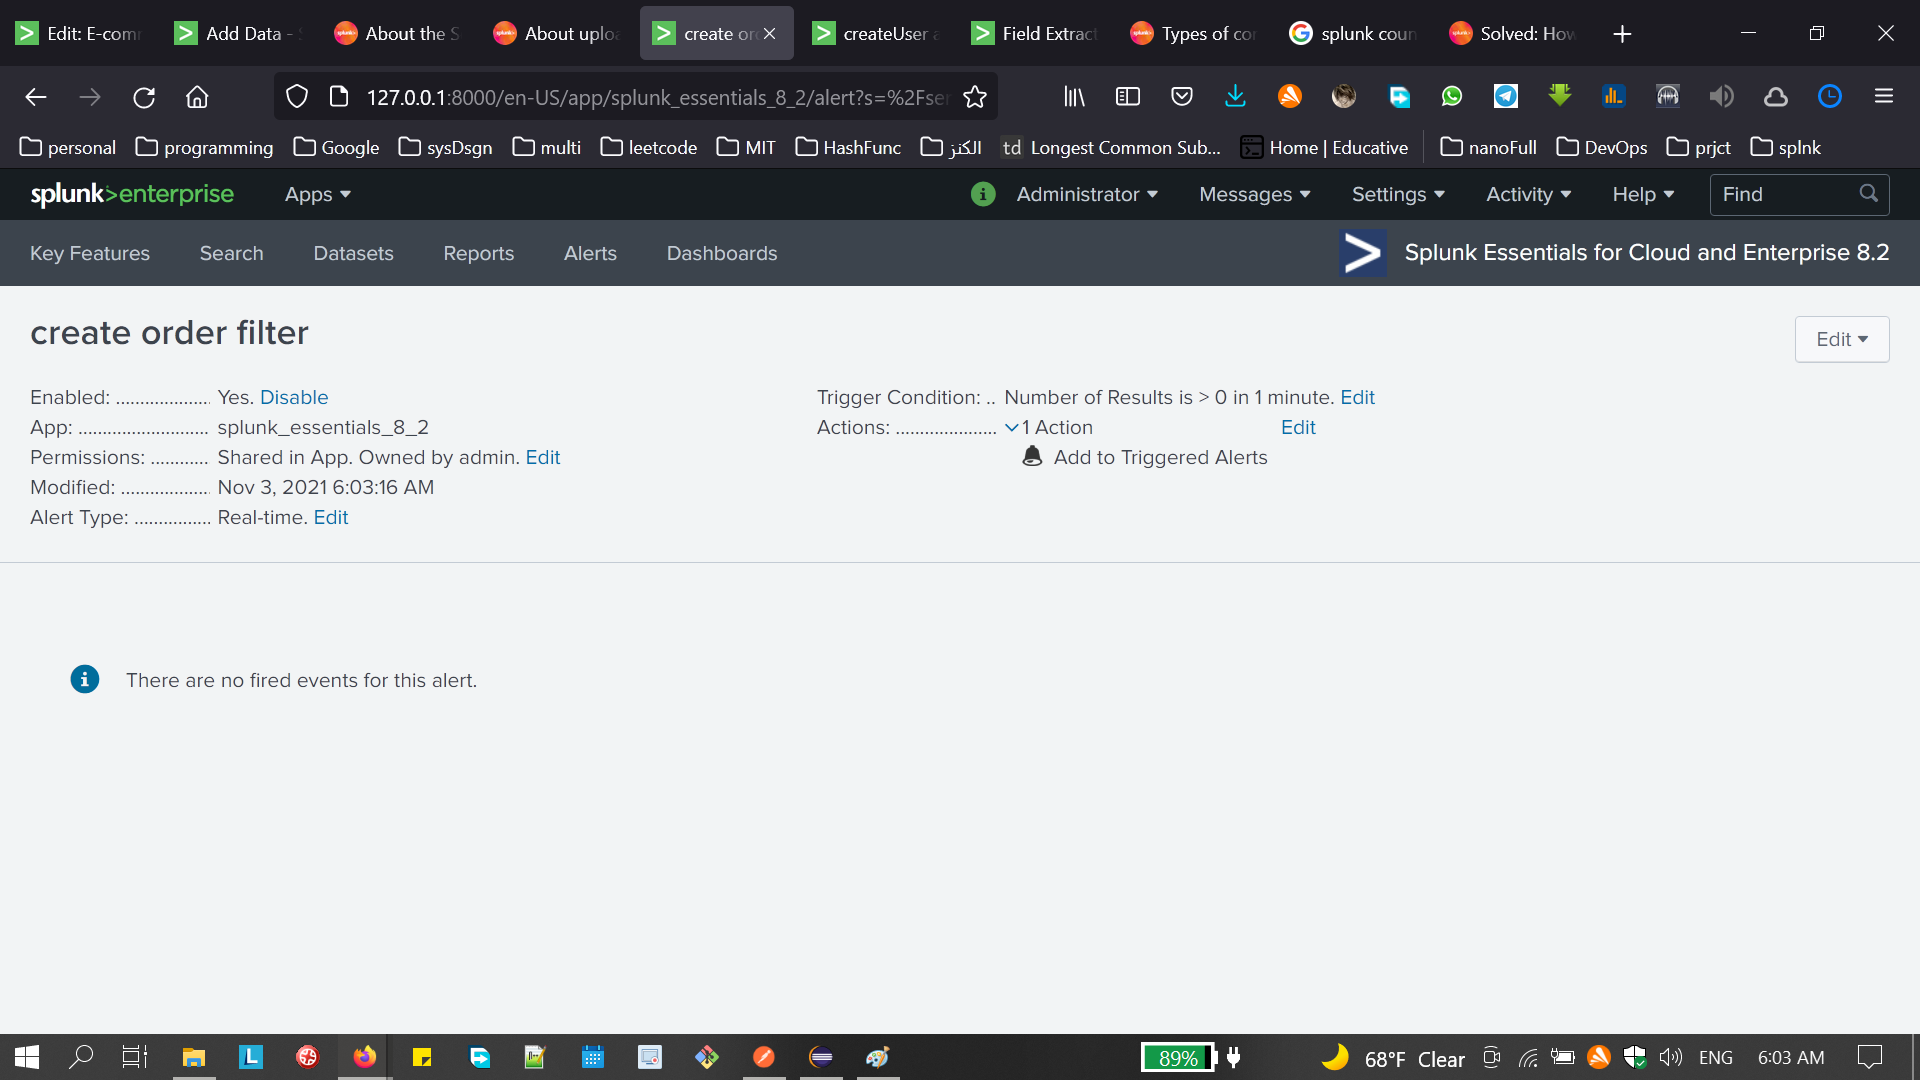 Edit: E-com
Add Data -
About the S
About uplo
create or
createUser a
Field Extract
Types of co
splunk coun
Solved: How
127.0.0.1:8000/en-US/app/splunk_essentials_8_2/alert?s=%2Fser
personal
programming
Google
sysDsgn
multi
leetcode
MIT
HashFunc
الكنز
td Longest Common Sub...
Home | Educative
nanoFull
DevOps
prjct
splnk
splunk>enterprise
Apps
Administrator
Messages
Settings
Activity
Help
Find
Key Features
Search
Datasets
Reports
Alerts
Dashboards
Splunk Essentials for Cloud and Enterprise 8.2
create order filter
Edit
Enabled: ................... Yes. Disable
App: ........................... splunk_essentials_8_2
Permissions: ............ Shared in App. Owned by admin. Edit
Modified: .................. Nov 3, 2021 6:03:16 AM
Alert Type: ................ Real-time. Edit
Trigger Condition: .. Number of Results is > 0 in 1 minute. Edit
Actions: ..................... 1 Action Edit
Add to Triggered Alerts
There are no fired events for this alert.
89%
68°F Clear
ENG
6:03 AM